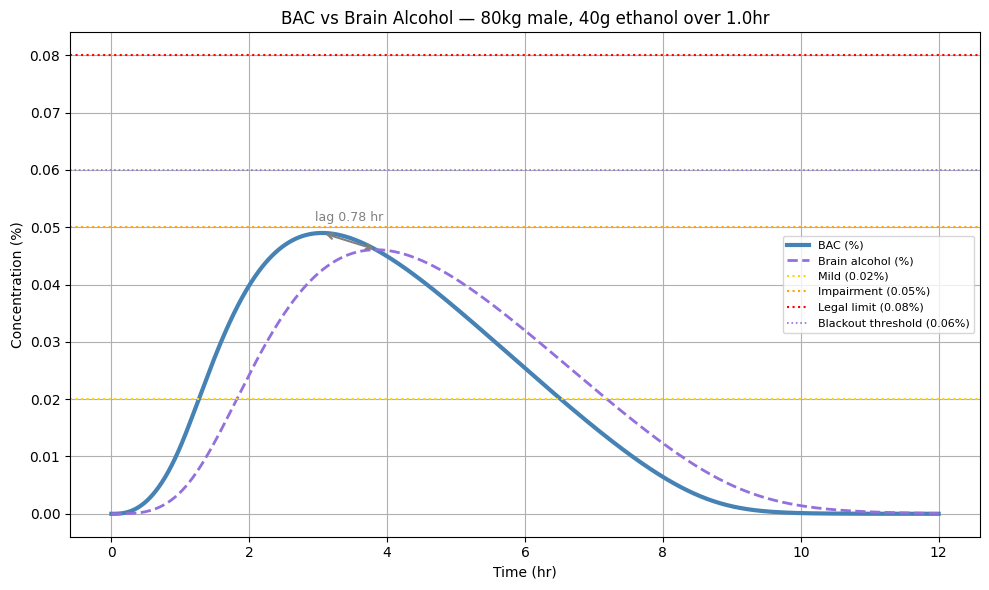 BAC vs Brain Alcohol — 80kg male, 40g ethanol over 1.0hr
Concentration (%)
0.08
0.07
0.06
0.05
0.04
0.03
0.02
0.01
0.00
lag 0.78 hr
BAC (%)
Brain alcohol (%)
Mild (0.02%)
Impairment (0.05%)
Legal limit (0.08%)
Blackout threshold (0.06%)
0 2 4 6 8 10 12
Time (hr)